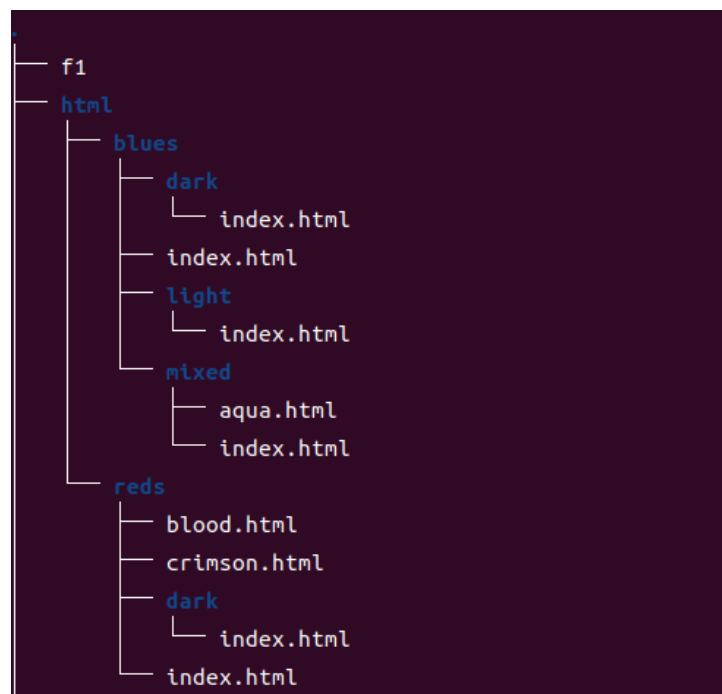 .
f1
html
blues
dark
index.html
index.html
light
index.html
mixed
aqua.html
index.html
reds
blood.html
crimson.html
dark
index.html
index.html